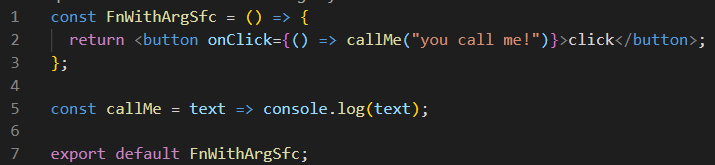 1 const FnWithArgSfc = () => {
2 return <button onClick={() => callMe("you call me!")}>click</button>;
3 };
4
5 const callMe = text => console.log(text);
6
7 export default FnWithArgSfc;